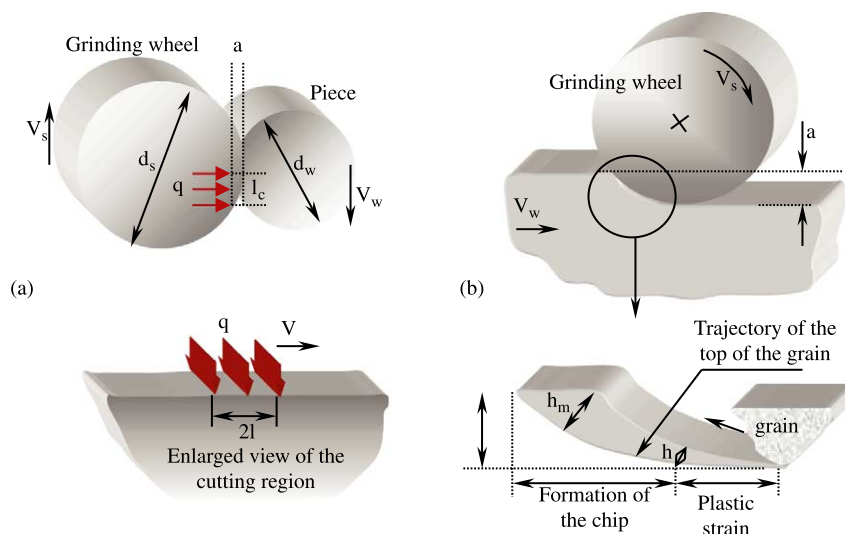 Grinding wheel
a
Piece
V_s
d_s
d_w
q
l_c
V_w
(a)
q
V
2l
Enlarged view of the
cutting region
Grinding wheel
V_s
a
V_w
(b)
Trajectory of the
top of the grain
h_m
grain
h
Formation of
the chip
Plastic
strain